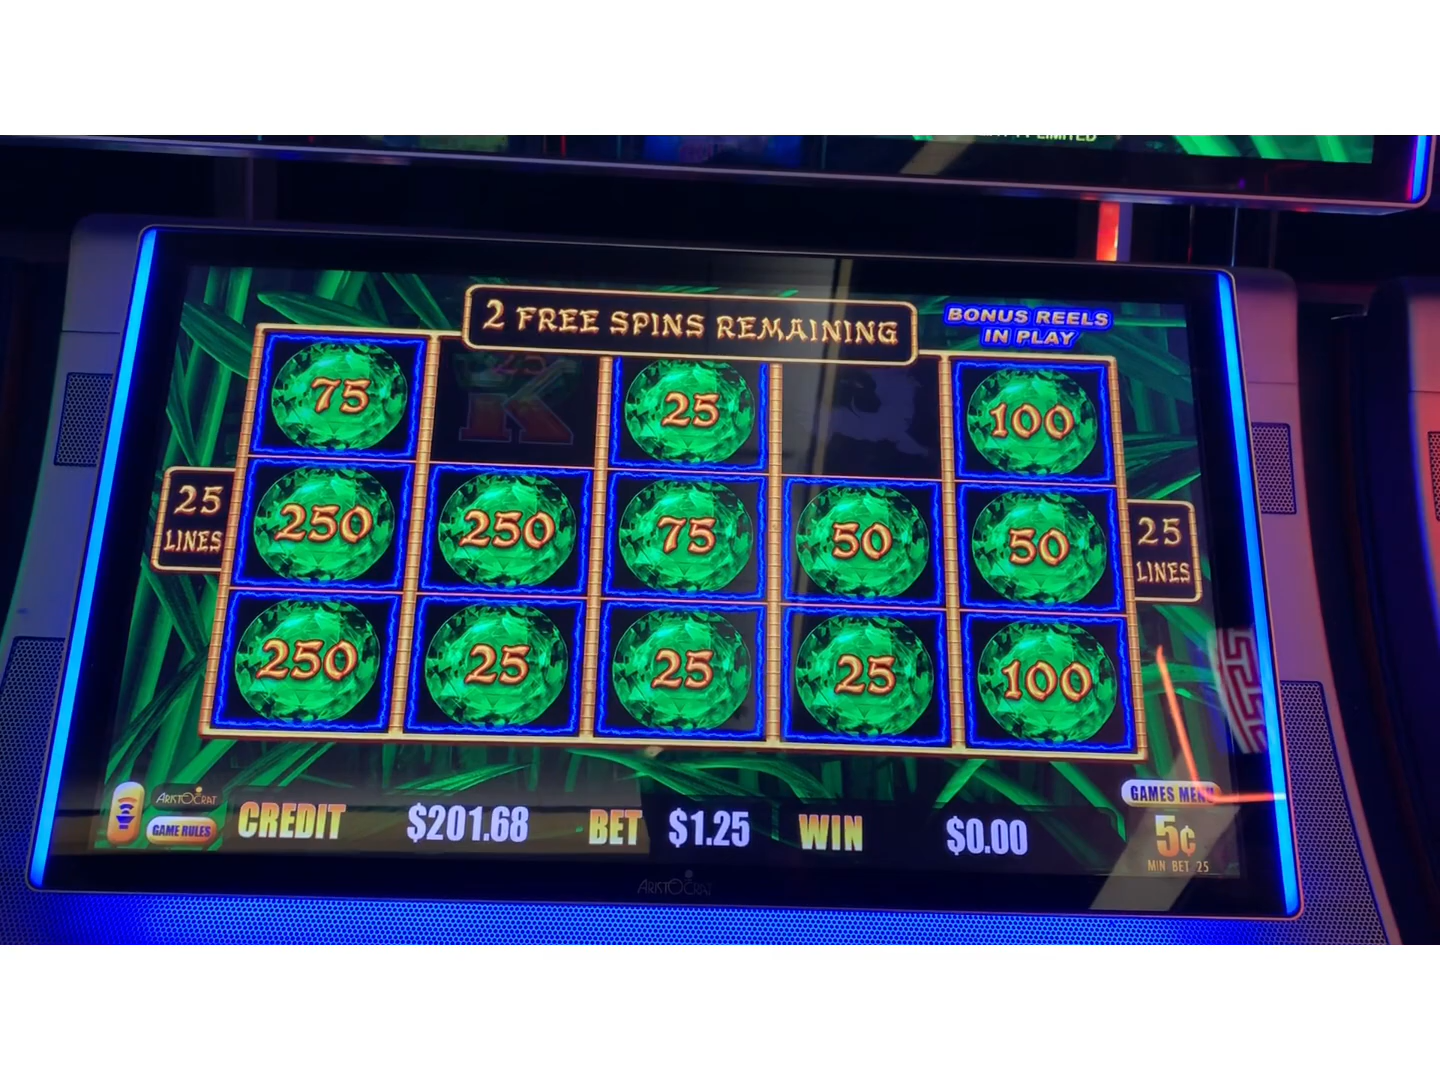 LIMITED
2 FREE SPINS REMAINING
BONUS REELS
IN PLAY
75 25 K 25 100
250 250 75 50 50
250 25 25 25 100
25
LINES
25
LINES
ARISTOCRAT
GAME RULES
CREDIT $201.68 BET $1.25 WIN $0.00
GAMES MENU
5¢
MIN BET 25
ARISTOCRAT